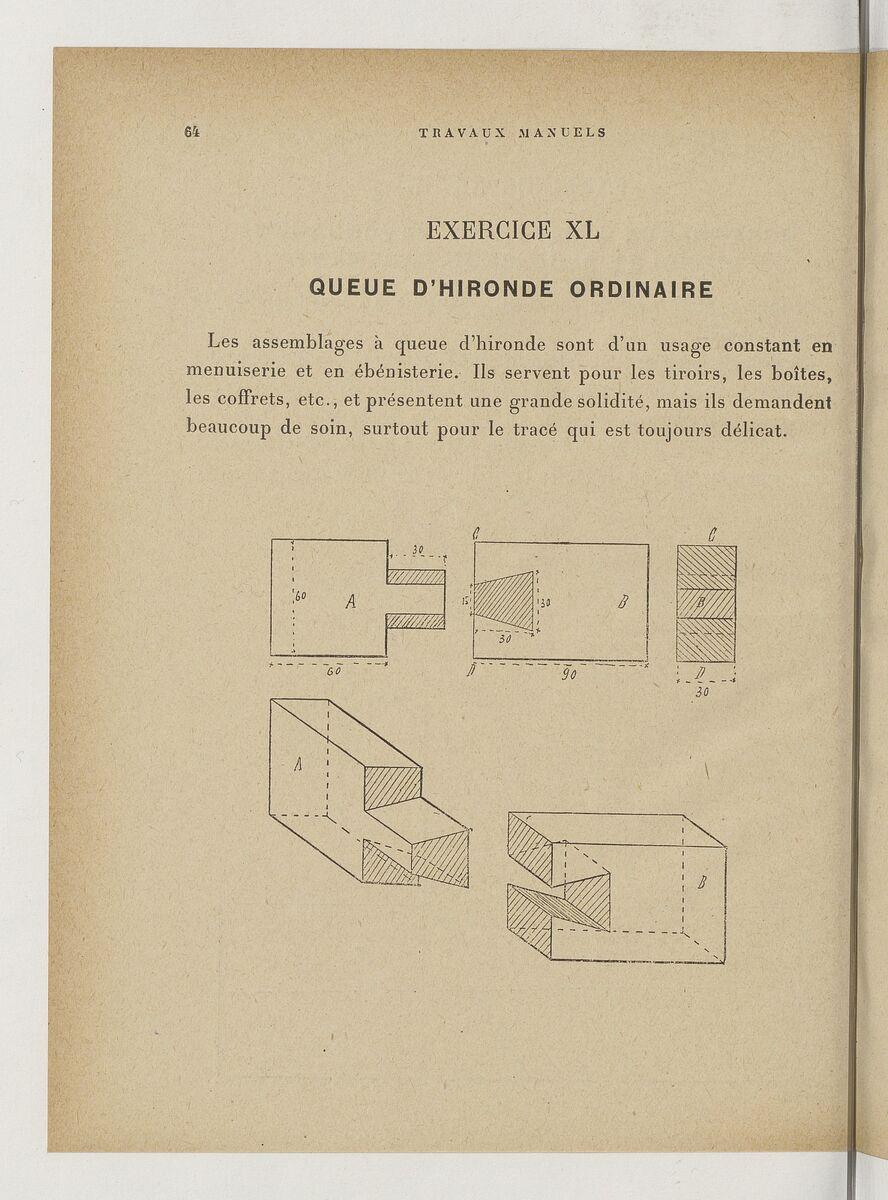 64
TRAVAUX MANUELS
EXERCICE XL
QUEUE D'HIRONDE ORDINAIRE
Les assemblages à queue d'hironde sont d'un usage constant en
menuiserie et en ébénisterie. Ils servent pour les tiroirs, les boîtes,
les coffrets, etc., et présentent une grande solidité, mais ils demandent
beaucoup de soin, surtout pour le tracé qui est toujours délicat.
30
60
A
60
C
15
30
30
B
D
90
C
B
D
30
A
B